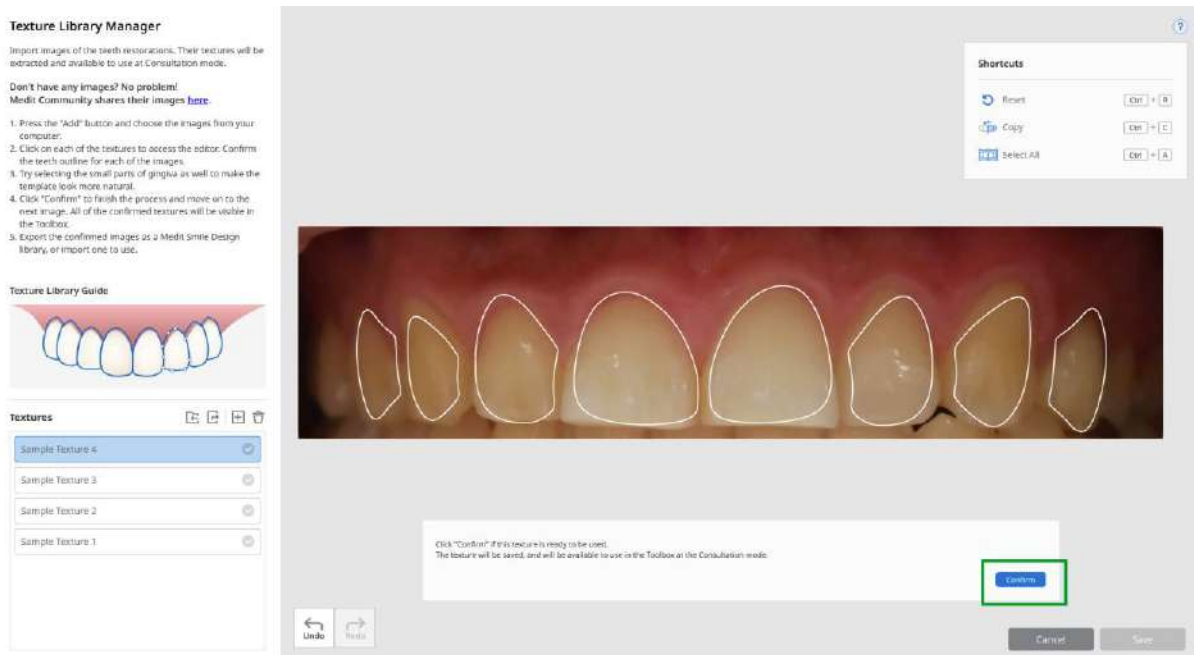 Texture Library Manager
Import images of the teeth restorations. Their textures will be
extracted and available to use at Consultation mode.
Don't have any images? No problem!
Medit Community shares their images here.
1. Press the "Add" button and choose the images from your
computer.
2. Click on each of the textures to access the editor. Confirm
the teeth outline for each of the images.
3. Try selecting the small parts of gingiva as well to make the
template look more natural.
4. Click "Confirm" to finish the process and move on to the
next image. All of the confirmed textures will be visible in
the Toolbox.
5. Export the confirmed images as a Medit Smile Design
library, or import one to use.
Texture Library Guide
Textures
Sample Texture 4
Sample Texture 3
Sample Texture 2
Sample Texture 1
?
Shortcuts
Reset Ctrl + R
Copy Ctrl + C
Select All Ctrl + A
Click "Confirm" if this texture is ready to be used.
The texture will be saved, and will be available to use in the Toolbox at the Consultation mode.
Confirm
Undo
Redo
Cancel
Save